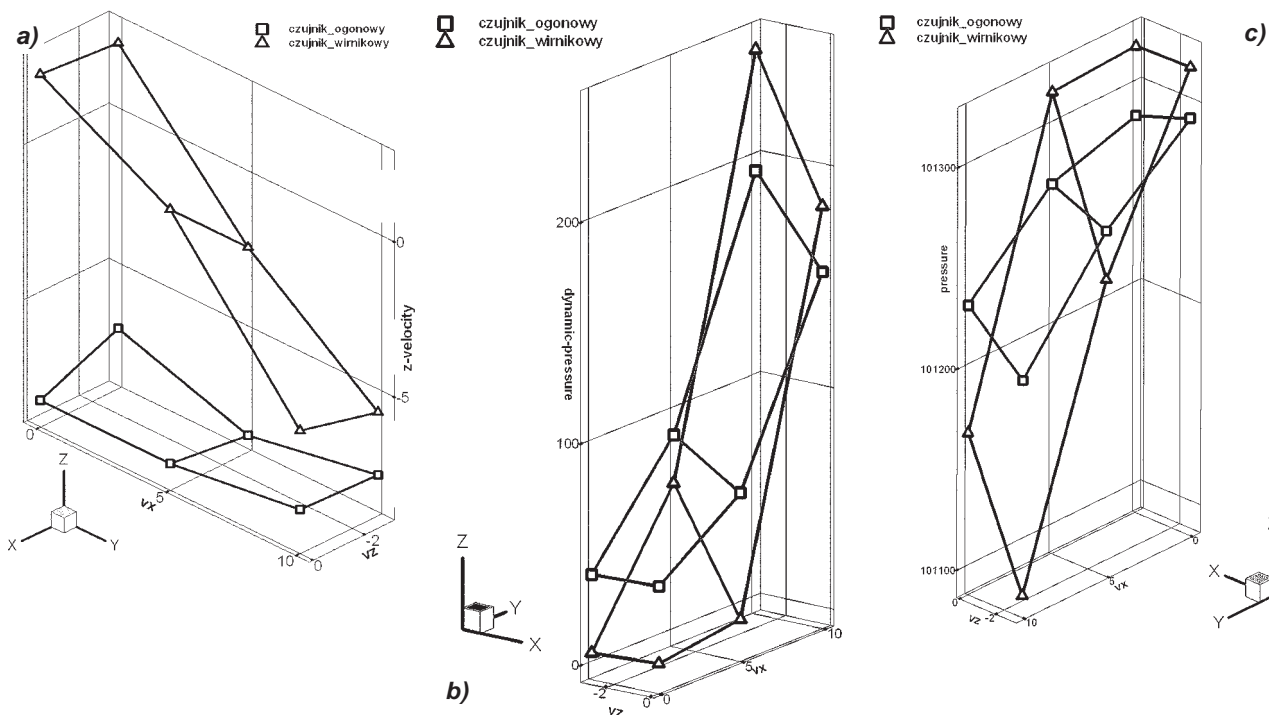 a)
czujnik_ogonowy
czujnik_wirnikowy
0
-5
z-velocity
0
5
10
vx
0
-2
vz
Z
X
Y
czujnik_ogonowy
czujnik_wirnikowy
200
100
0
dynamic-pressure
-2
0
vz
0
5
10
vx
Z
Y
X
b)
czujnik_ogonowy
czujnik_wirnikowy
c)
101300
101200
101100
pressure
0
-2
vz
10
5
0
vx
X
Y